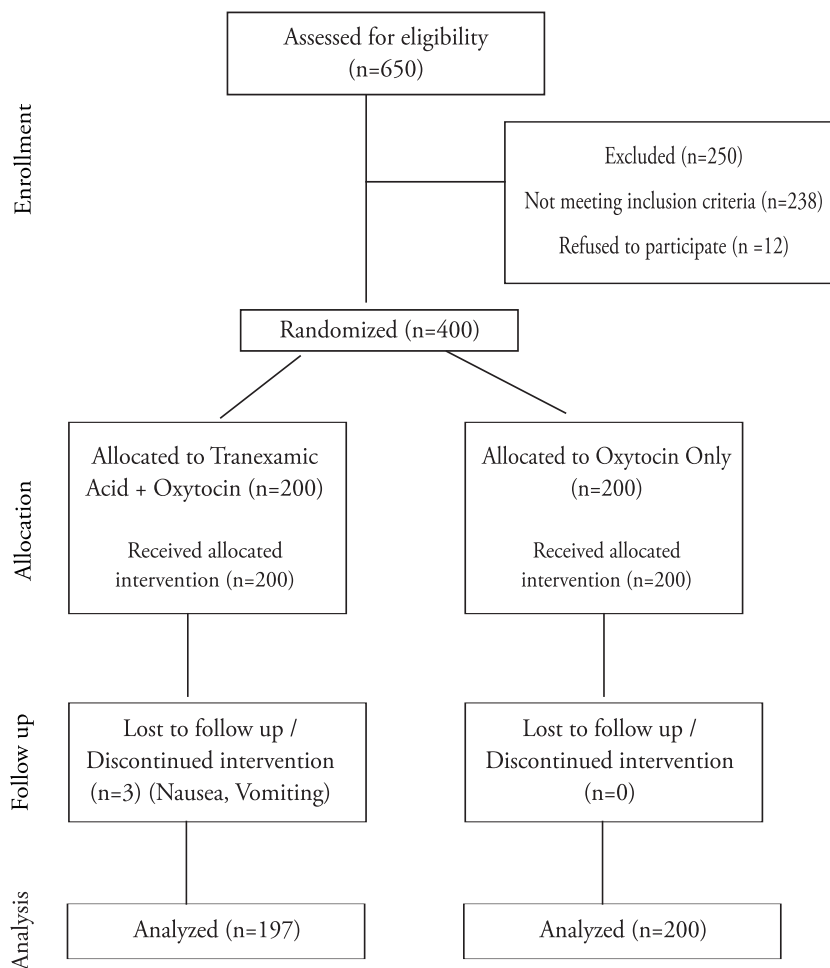 Enrollment
Assessed for eligibility
(n=650)
Excluded (n=250)
Not meeting inclusion criteria (n=238)
Refused to participate (n =12)
Randomized (n=400)
Allocation
Allocated to Tranexamic
Acid + Oxytocin (n=200)
Received allocated
intervention (n=200)
Allocated to Oxytocin Only
(n=200)
Received allocated
intervention (n=200)
Follow up
Lost to follow up /
Discontinued intervention
(n=3) (Nausea, Vomiting)
Lost to follow up /
Discontinued intervention
(n=0)
Analysis
Analyzed (n=197)
Analyzed (n=200)